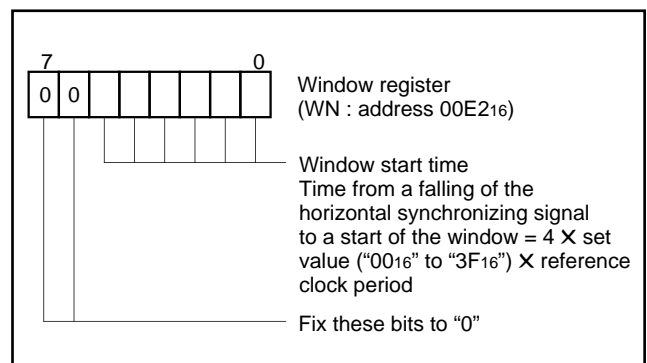 7 0
0 0
Window register
(WN : address 00E216)
Window start time
Time from a falling of the
horizontal synchronizing signal
to a start of the window = 4 ✕ set
value (“0016” to “3F16”) ✕ reference
clock period
Fix these bits to “0”